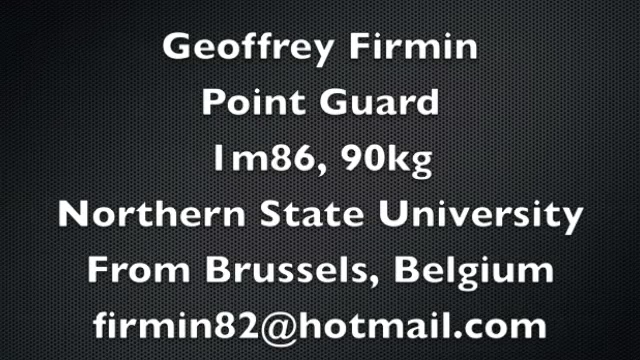 Geoffrey Firmin
Point Guard
1m86, 90kg
Northern State University
From Brussels, Belgium
firmin82@hotmail.com